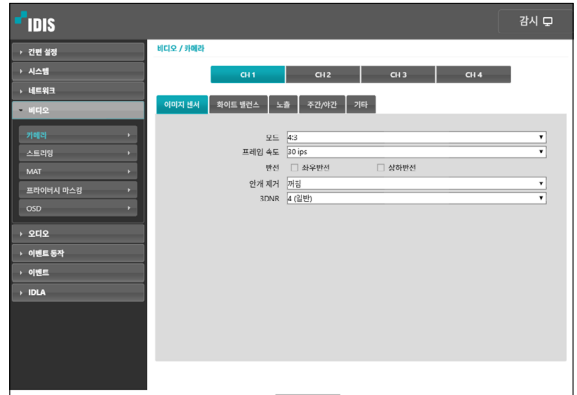 IDIS
감시
간편 설정
시스템
네트워크
비디오
카메라
스트리밍
MAT
프라이버시 마스킹
OSD
오디오
이벤트 동작
이벤트
IDLA
비디오 / 카메라
CH 1 CH 2 CH 3 CH 4
이미지 센서 화이트 밸런스 노출 주간/야간 기타
모드 4:3
프레임 속도 30 ips
반전 좌우반전 상하반전
안개 제거 꺼짐
3DNR 4 (일반)